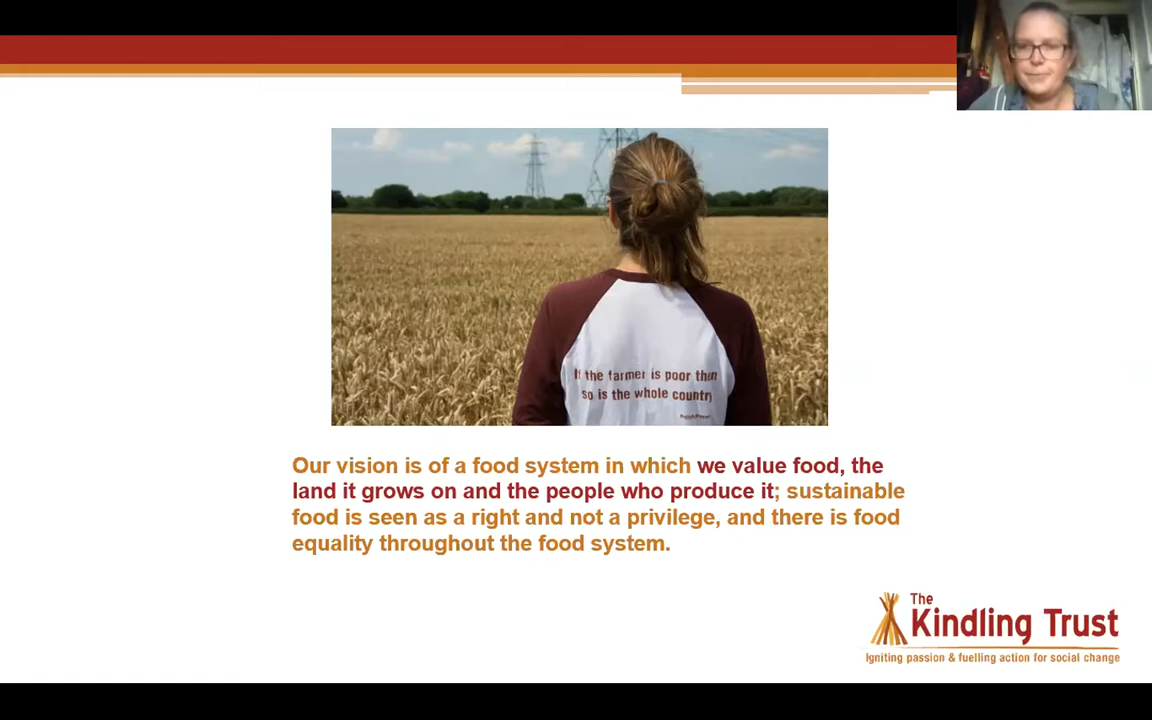 If the farmer is poor then
so is the whole country
Our vision is of a food system in which we value food, the
land it grows on and the people who produce it; sustainable
food is seen as a right and not a privilege, and there is food
equality throughout the food system.
The
Kindling Trust
Igniting passion & fuelling action for social change